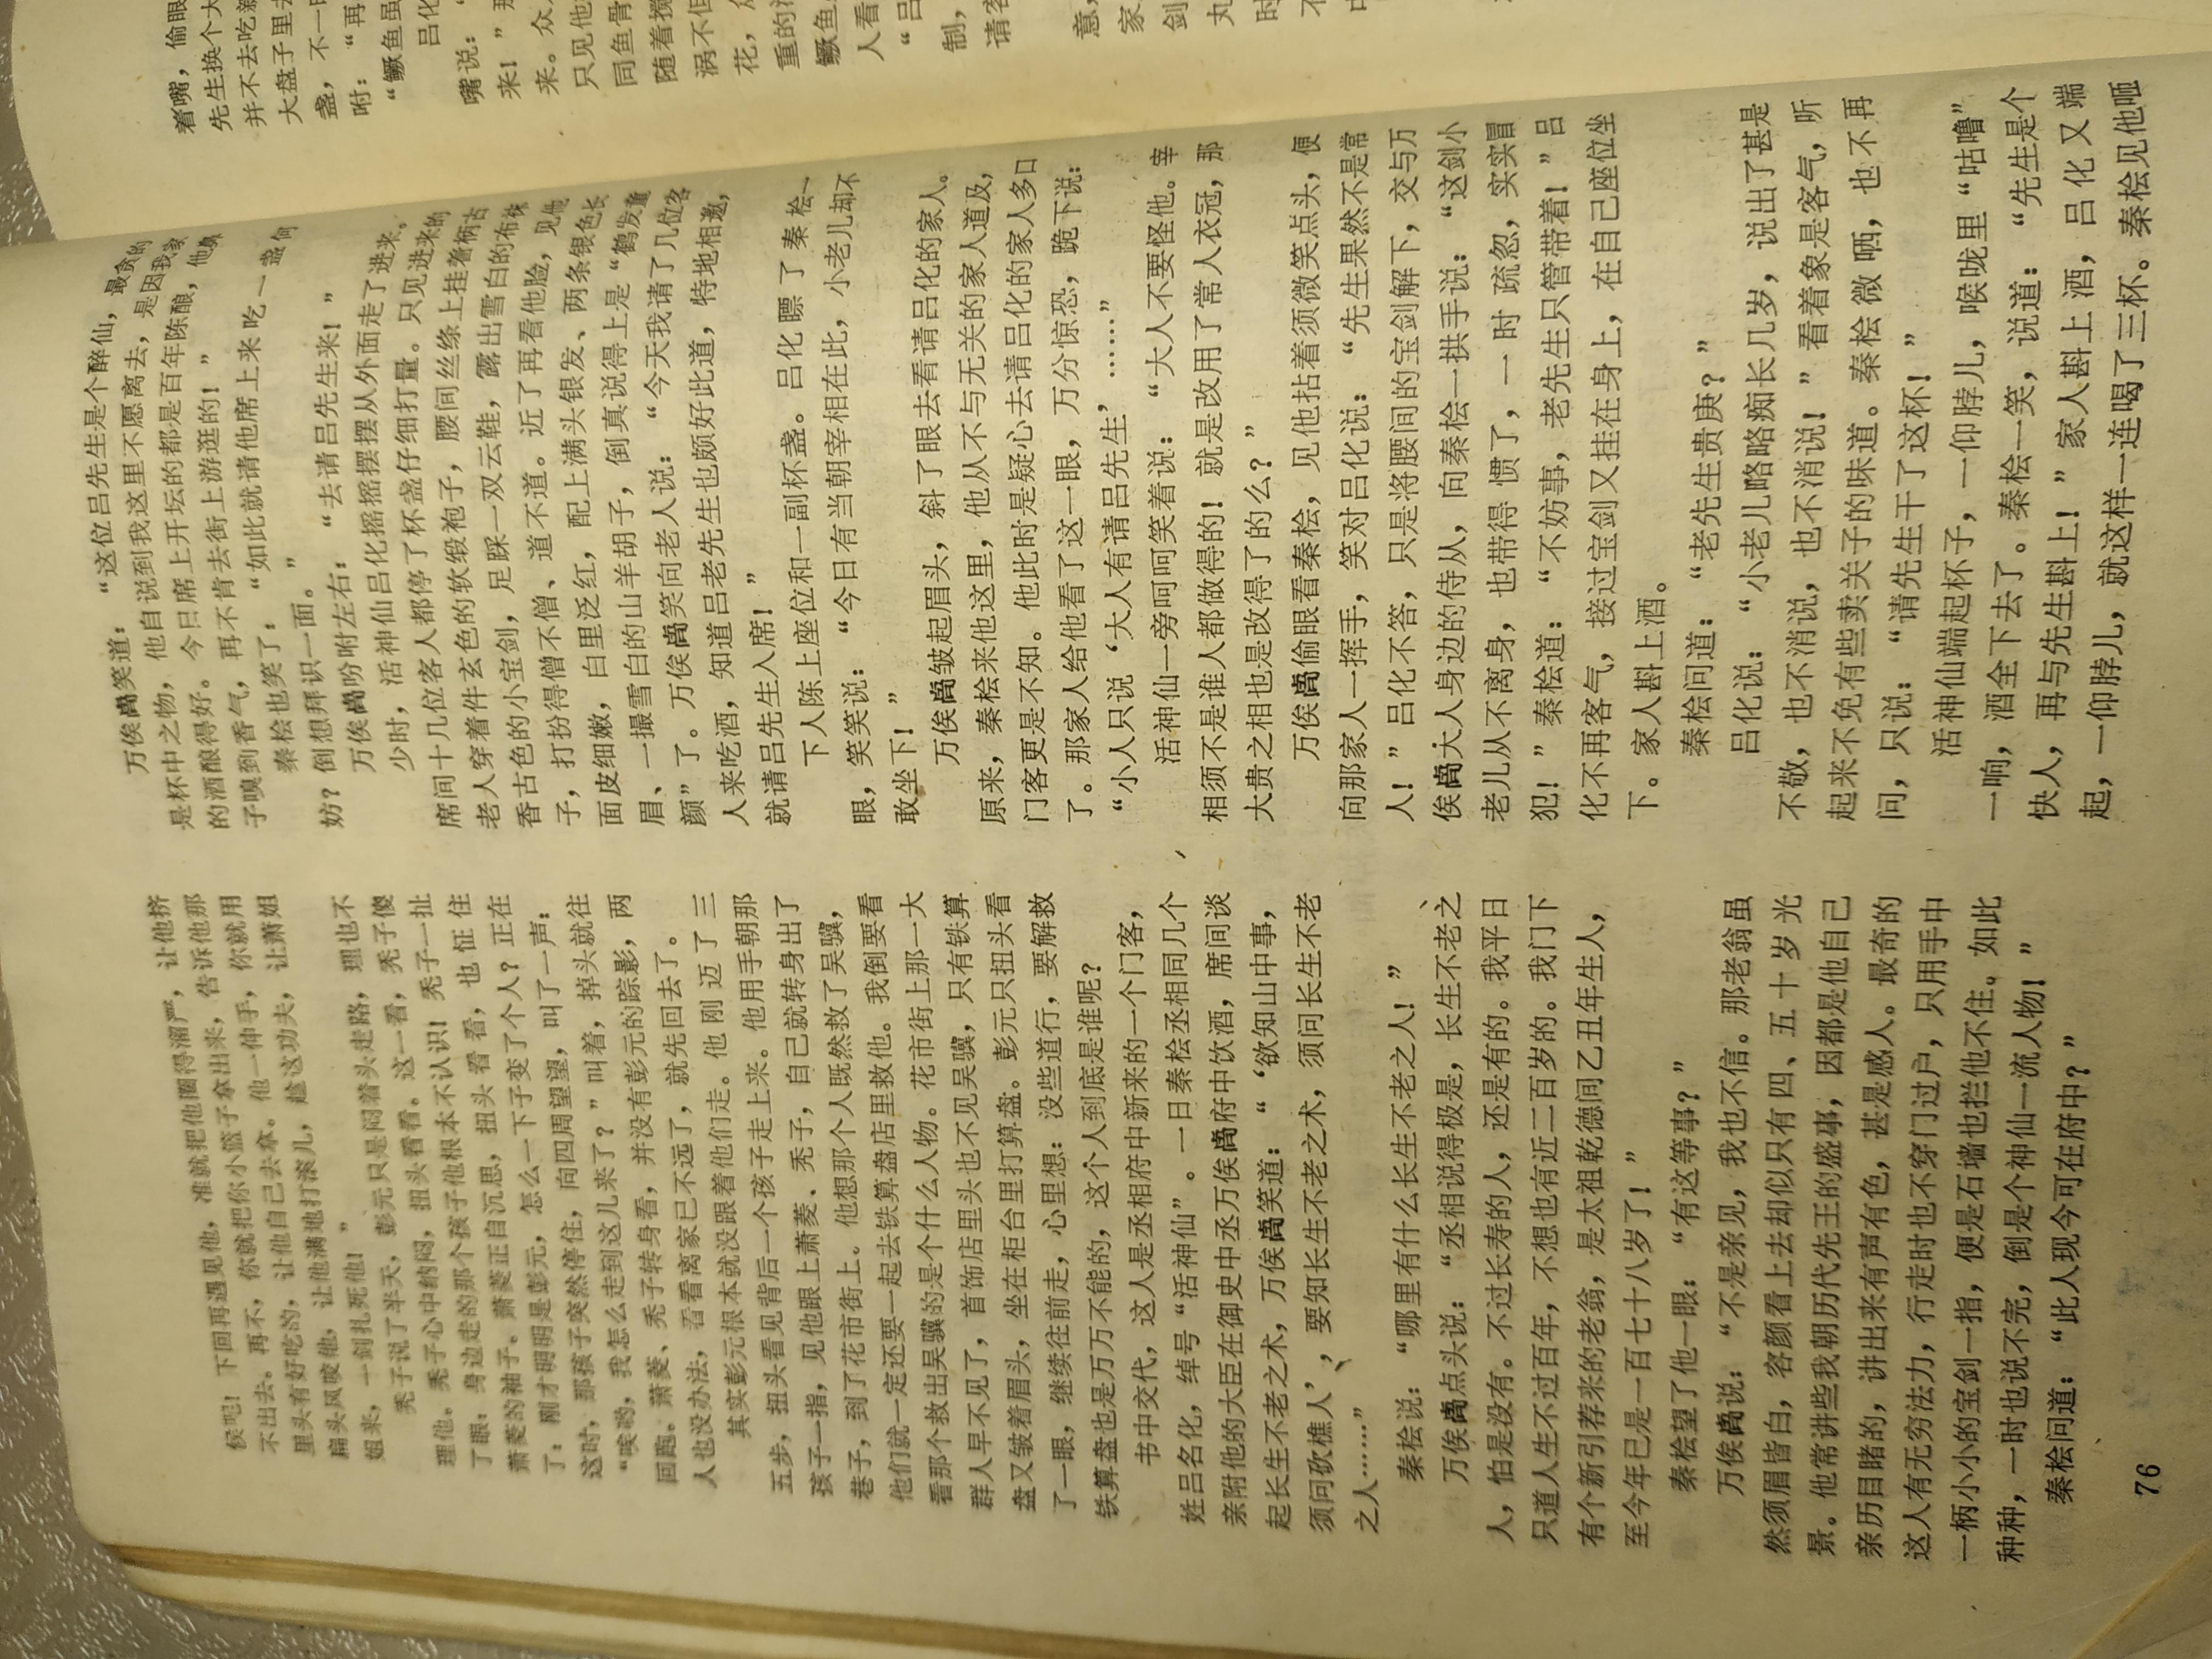 侯呢！下回再遇见他，准就把他圈得溜严，让他挤
不出去。再不，你就把你小篮子拿出来，告诉他那
里头有好吃的，让他自己去拿。他一伸手，你就用
扁头风咬他，让他满地打滚儿，趁这功夫，让萧姐
姐来，一剑扎死他！”
秃子说了半天，彭元只是闷着头走路，理也不
理他。秃子心中纳闷，扭头看看。这一看，秃子傻
了眼：身边走的那个孩子他根本不认识！秃子一扯
萧菱的袖子。萧菱正自沉思，扭头看看，也怔住
了：刚才明明是彭元，怎么一下子变了个人？正在
这时，那孩子突然停住，向四周望望，叫了一声：
“唉哟，我怎么走到这儿来了？”叫着，掉头就往
回跑。萧菱、秃子转身看，并没有彭元的踪影，两
人也没办法，看看离家已不远了，就先回去了。
其实彭元根本就没跟着他们走。他刚迈了三
五步，扭头看见背后一个孩子走上来。他用手朝那
孩子一指，见他跟上萧菱、秃子，自己就转身出了
巷子，到了花市街上。他想那个人既然救了吴骥，
他们就一定还要一起去铁算盘店里救他。我倒要看
看那个救出吴骥的是个什么人物。花市街上那一大
群人早不见了，首饰店里头也不见吴骥，只有铁算
盘又皱着眉头，坐在柜台里打算盘。彭元只扭头看
了一眼，继续往前走，心里想：没些道行，要解救
铁算盘也是万万不能的，这个人到底是谁呢？
书中交代，这人是丞相府中新来的一个门客，
姓吕名化，绰号“活神仙”。一日秦桧丞相同几个
亲附他的大臣在御史中丞万俟卨府中饮酒，席间谈
起长生不老之术，万俟卨笑道：“‘欲知山中事，
须问砍樵人’，要知长生不老之术，须问长生不老
之人……”
秦桧说：“哪里有什么长生不老之人！”
万俟卨点头说：“丞相说得极是，长生不老之
人，怕是没有。不过长寿的人，还是有的。我平日
只道人生不过百年，不想也有近二百岁的。我门下
有个新引荐来的老翁，是太祖乾德间乙丑年生人，
至今年已是一百七十八岁了！”
秦桧望了他一眼：“有这等事？”
万俟卨说：“不是亲见，我也不信。那老翁虽
然须眉皆白，容颜看上去却似只有四、五十岁光
景。他常讲些我朝历代先王的盛事，因都是他自己
亲历目睹的，讲出来有声有色，甚是感人。最奇的
这人有无穷法力，行走时也不穿门过户，只用手中
一柄小小的宝剑一指，便是石墙也拦他不住。如此
种种，一时也说不完，倒是个神仙一流人物！”
秦桧问道：“此人现今可在府中？”
76
万俟卨笑道：“这位吕先生是个醉仙，最贪的
是杯中之物，他自说到我这里不愿离去，是因我家
的酒酿得好。今日席上开坛的都是百年陈酿，他鼻
子嗅到香气，再不肯去街上游逛的！”
秦桧也笑了：“如此就请他席上来吃一盏何
妨？倒想拜识一面。”
万俟卨吩咐左右：“去请吕先生来！”
少时，活神仙吕化摇摇摆摆从外面走了进来。
席间十几位客人都停了杯盏仔细打量。只见进来的
老人穿着件玄色的软缎袍子，腰间丝绦上挂着柄古
香古色的小宝剑，足踩一双云鞋，露出雪白的布袜
子，打扮得僧不僧、道不道。近了再看他脸，见他
面皮细嫩，白里泛红，配上满头银发、两条银色长
眉、一撮雪白的山羊胡子，倒真说得上是“鹤发童
颜”了。万俟卨笑向老人说：“今天我请了几位客
人来吃酒，知道吕老先生也颇好此道，特地相邀，
就请吕先生入席！”
下人陈上座位和一副杯盏。吕化瞟了秦桧一
眼，笑笑说：“今日有当朝宰相在此，小老儿却不
敢坐下！”
万俟卨皱起眉头，斜了眼去看请吕化的家人。
原来，秦桧来他这里，他从不与无关的家人道及，
门客更是不知。他此时是疑心去请吕化的家人多口
了。那家人给他看了这一眼，万分惊恐，跪下说：
“小人只说‘大人有请吕先生’，……”
活神仙一旁呵呵笑着说：“大人不要怪他。宰
相须不是谁人都做得的！就是改用了常人衣冠，那
大贵之相也是改得了的么？”
万俟卨偷眼看秦桧，见他拈着须微笑点头，便
向那家人一挥手，笑对吕化说：“先生果然不是常
人！”吕化不答，只是将腰间的宝剑解下，交与万
俟卨大人身边的侍从，向秦桧一拱手说：“这剑小
老儿从不离身，也带得惯了，一时疏忽，实实冒
犯！”秦桧道：“不妨事，老先生只管带着！”吕
化不再客气，接过宝剑又挂在身上，在自己座位坐
下。家人斟上酒。
秦桧问道：“老先生贵庚？”
吕化说：“小老儿略略痴长几岁，说出了甚是
不敬，也不消说，也不消说！”看着象是客气，听
起来不免有些卖关子的味道。秦桧微微哂，也不再
问，只说：“请先生干了这杯！”
活神仙端起杯子，一仰脖儿，喉咙里“咕噜”
一响，酒全下去了。秦桧一笑，说道：“先生是个
快人，再与先生斟上！”家人斟上酒，吕化又端
起，一仰脖儿，就这样一连喝了三杯。秦桧见他咂
着嘴，偷眼
先生换个大
并不去吃新
大盘子里去
盏，不一
咐：“再
“鳜鱼虽
吕化
嘴说：“
来！”那
来。众人
只见他
同鱼骨
随着搅
涡不但
花，
重的
鳜鱼
人看
“吕
制，
请客
意，
家
剑
丸
时
不